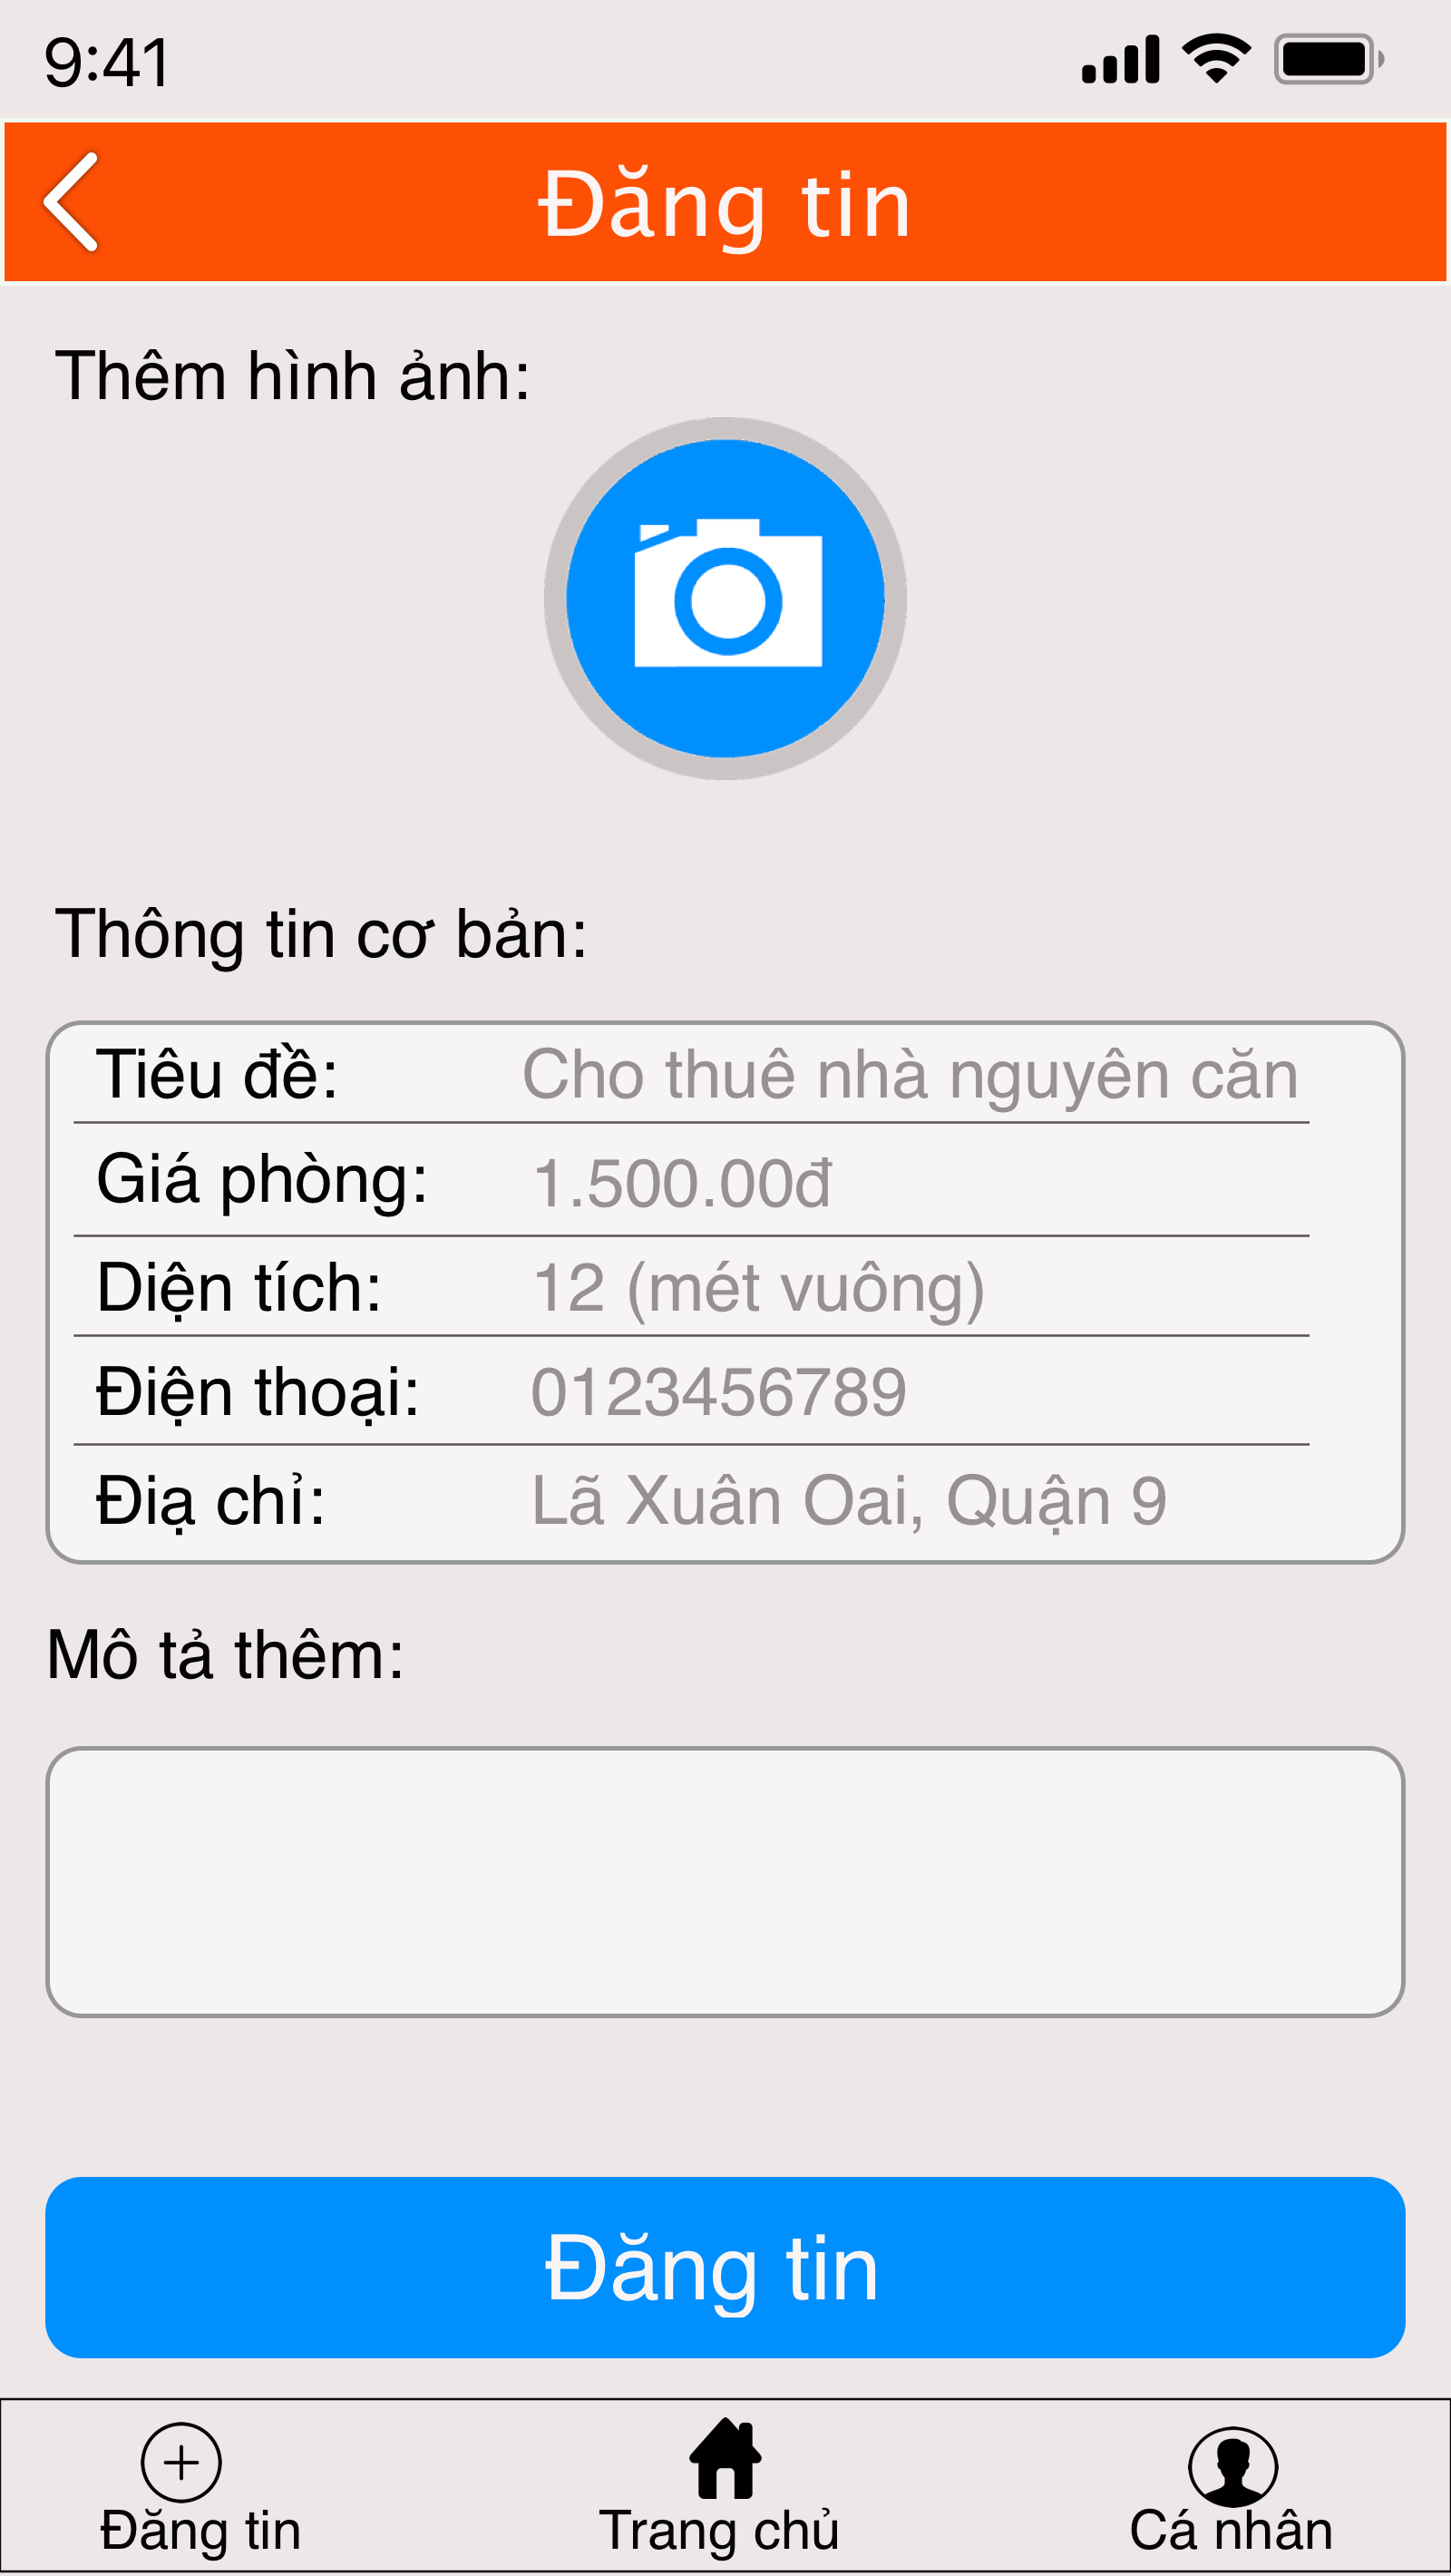 9:41
Đăng tin
Thêm hình ảnh:
Thông tin cơ bản:
Tiêu đề: Cho thuê nhà nguyên căn
Giá phòng: 1.500.00đ
Diện tích: 12 (mét vuông)
Điện thoại: 0123456789
Địa chỉ: Lã Xuân Oai, Quận 9
Mô tả thêm:
Đăng tin
Đăng tin Trang chủ Cá nhân